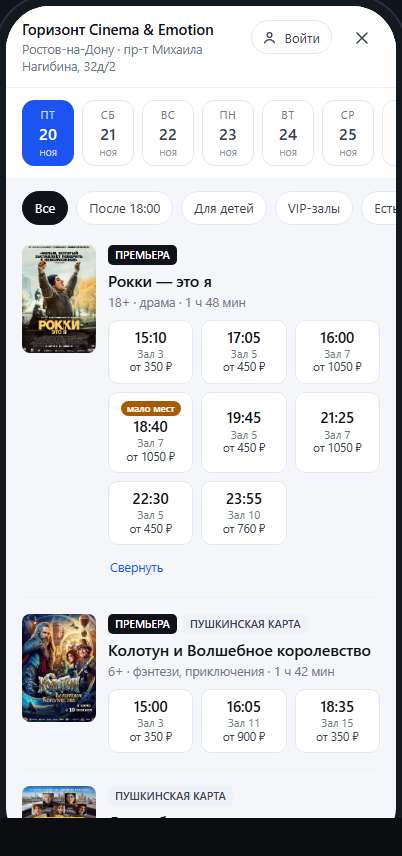 Горизонт Cinema & Emotion
Войти
Ростов-на-Дону · пр-т Михаила
Нагибина, 32д/2
ПТ
20
ноя
СБ
21
ноя
ВС
22
ноя
ПН
23
ноя
ВТ
24
ноя
СР
25
ноя
Все
После 18:00
Для детей
VIP-залы
Есть
ПРЕМЬЕРА
Рокки — это я
18+ · драма · 1 ч 48 мин
РОККИ
ЭТО Я
15:10
Зал 3
от 350 ₽
17:05
Зал 5
от 450 ₽
16:00
Зал 7
от 1050 ₽
мало мест
18:40
Зал 7
от 1050 ₽
19:45
Зал 5
от 450 ₽
21:25
Зал 7
от 1050 ₽
22:30
Зал 5
от 450 ₽
23:55
Зал 10
от 760 ₽
Свернуть
ПРЕМЬЕРА
ПУШКИНСКАЯ КАРТА
Колотун и Волшебное королевство
6+ · фэнтези, приключения · 1 ч 42 мин
15:00
Зал 3
от 350 ₽
16:05
Зал 11
от 900 ₽
18:35
Зал 15
от 350 ₽
ПУШКИНСКАЯ КАРТА